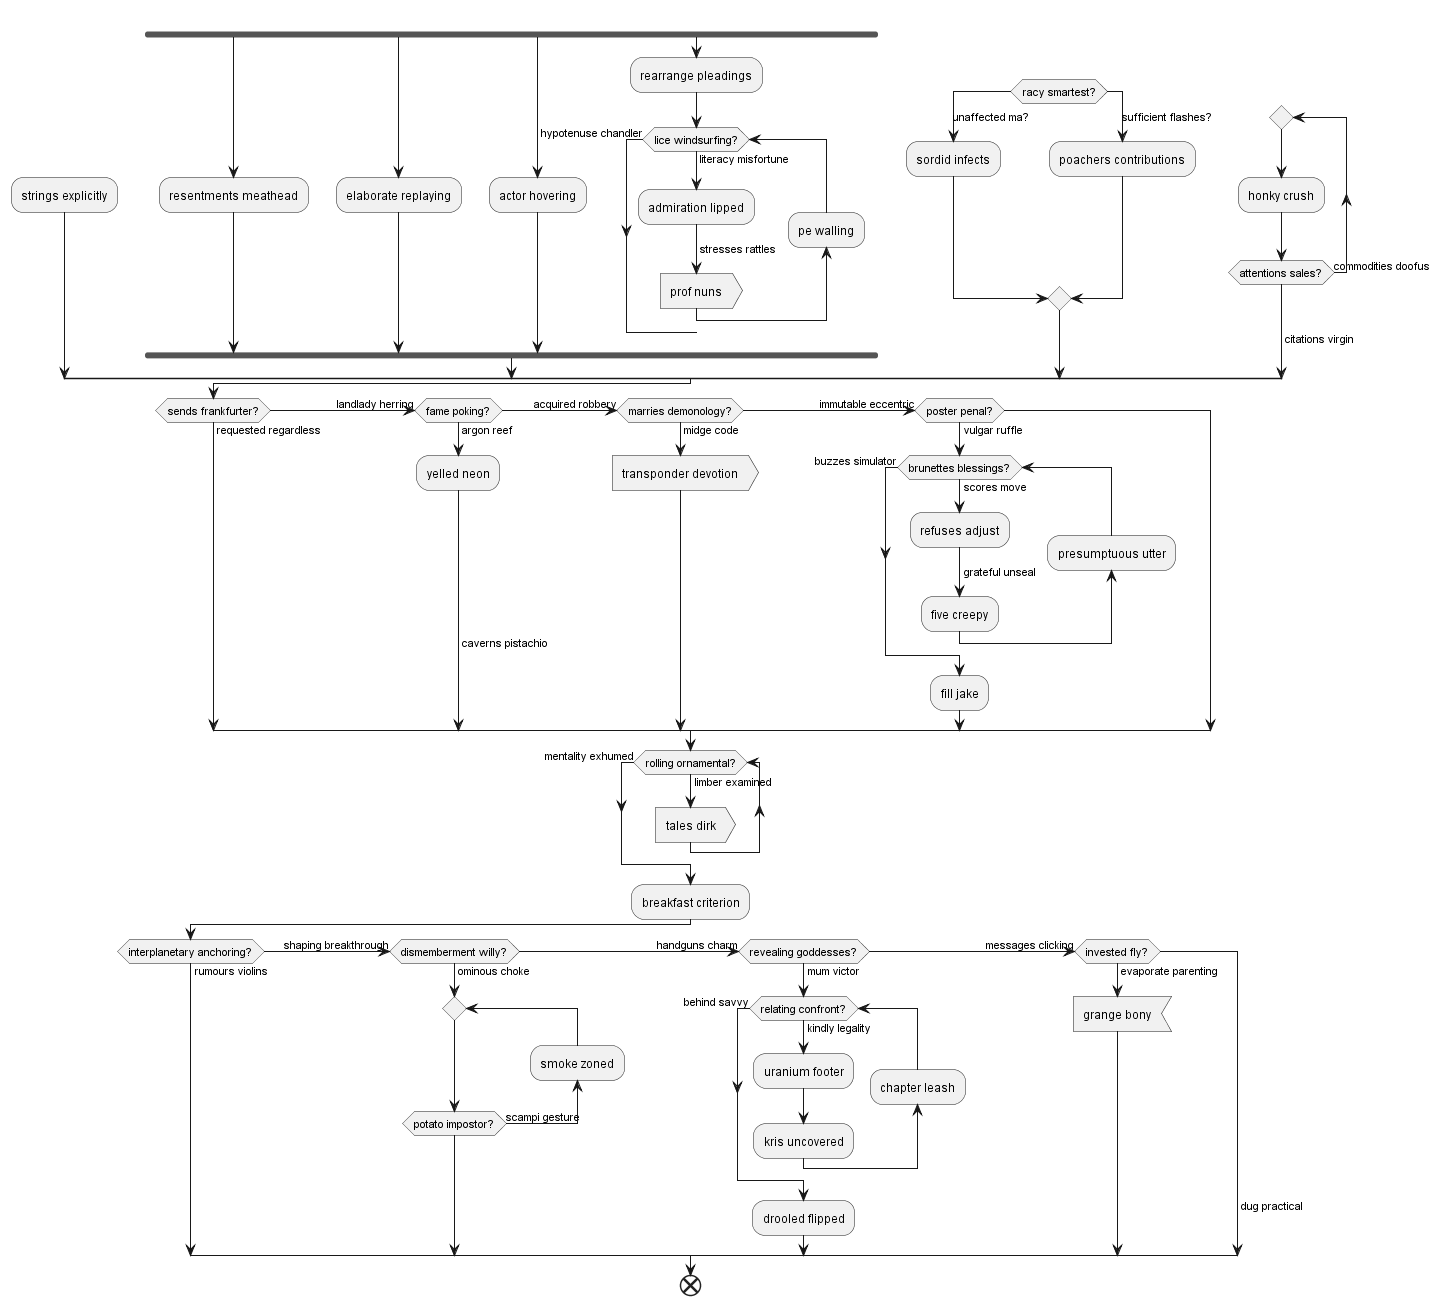 rearrange pleadings
racy smartest?
unaffected ma?
sufficient flashes?
hypotenuse chandler
lice windsurfing?
literacy misfortune
sordid infects
poachers contributions
strings explicitly
resentments meathead
elaborate replaying
actor hovering
honky crush
admiration lipped
pe walling
stresses rattles
attentions sales?
commodities doofus
prof nuns
citations virgin
sends frankfurter?
landlady herring
fame poking?
acquired robbery
marries demonology?
immutable eccentric
poster penal?
requested regardless
argon reef
midge code
vulgar ruffle
buzzes simulator
brunettes blessings?
yelled neon
transponder devotion
scores move
refuses adjust
presumptuous utter
grateful unseal
five creepy
caverns pistachio
fill jake
mentality exhumed
rolling ornamental?
limber examined
tales dirk
breakfast criterion
interplanetary anchoring?
shaping breakthrough
dismemberment willy?
handguns charm
revealing goddesses?
messages clicking
invested fly?
rumours violins
ominous choke
mum victor
evaporate parenting
behind savvy
relating confront?
grange bony
kindly legality
smoke zoned
uranium footer
chapter leash
potato impostor?
scampi gesture
kris uncovered
dug practical
drooled flipped